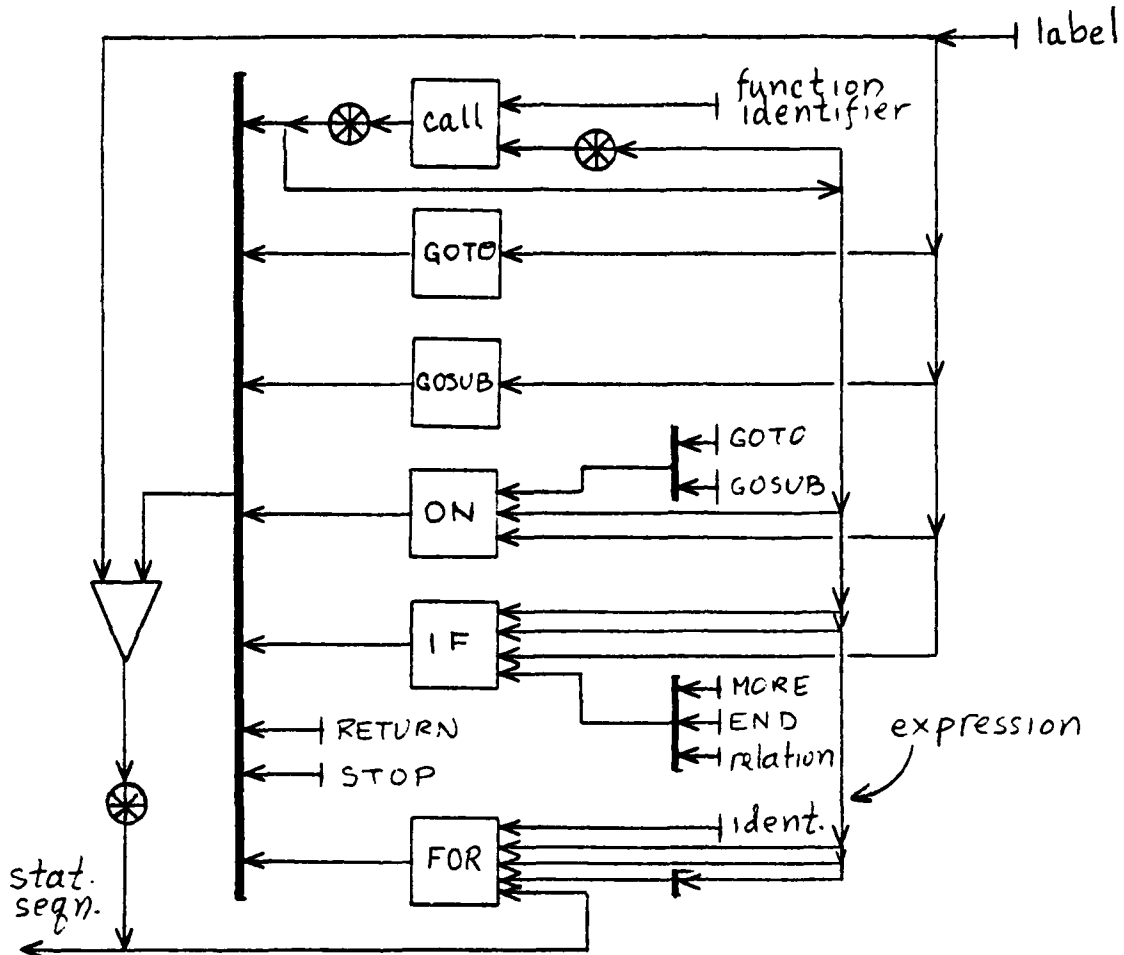 label
function
identifier
call
GOTO
GOSUB
GOTO
GOSUB
ON
IF
MORE
END
relation
RETURN
STOP
expression
ident.
FOR
stat.
seqn.